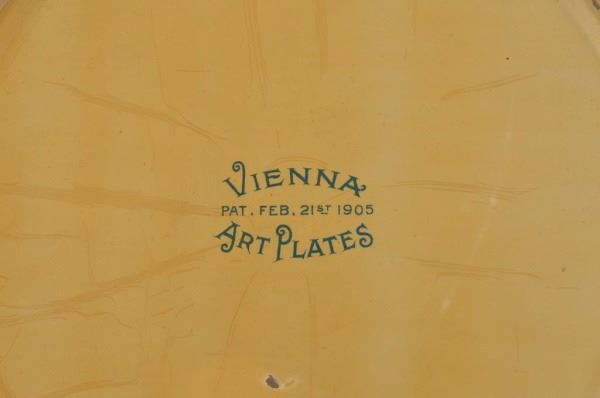 VIENNA
PAT. FEB. 21ST 1905
ART PLATES